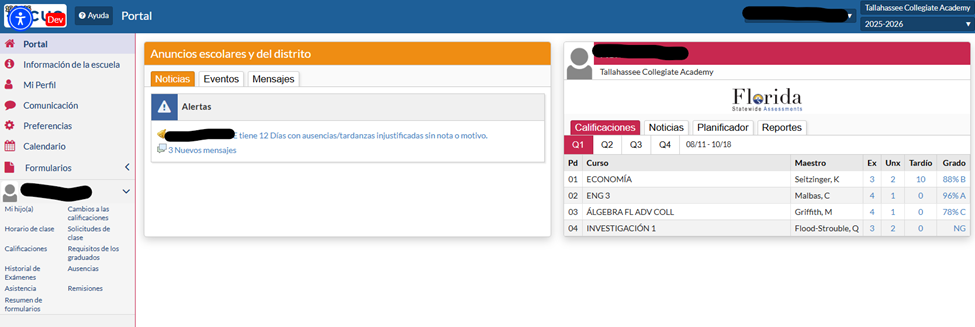 Dev
Ayuda
Portal
Tallahassee Collegiate Academy
2025-2026
Portal
Información de la escuela
Mi Perfil
Comunicación
Preferencias
Calendario
Formularios
Mi hijo(a)
Cambios a las calificaciones
Horario de clase
Solicitudes de clase
Calificaciones
Requisitos de los graduados
Historial de Exámenes
Ausencias
Asistencia
Remisiones
Resumen de formularios
Anuncios escolares y del distrito
Noticias Eventos Mensajes
Alertas
tiene 12 Días con ausencias/tardanzas injustificadas sin nota o motivo.
3 Nuevos mensajes
Tallahassee Collegiate Academy
Florida
Statewide Assessments
Calificaciones Noticias Planificador Reportes
Q1 Q2 Q3 Q4 08/11 - 10/18
Pd Curso Maestro Ex Unx Tardío Grado
01 ECONOMÍA Seitzinger, K 3 2 10 88% B
02 ENG 3 Malbas, C 4 1 0 96% A
03 ÁLGEBRA FL ADV COLL Griffith, M 4 1 0 78% C
04 INVESTIGACIÓN 1 Flood-Strouble, Q 3 2 0 NG